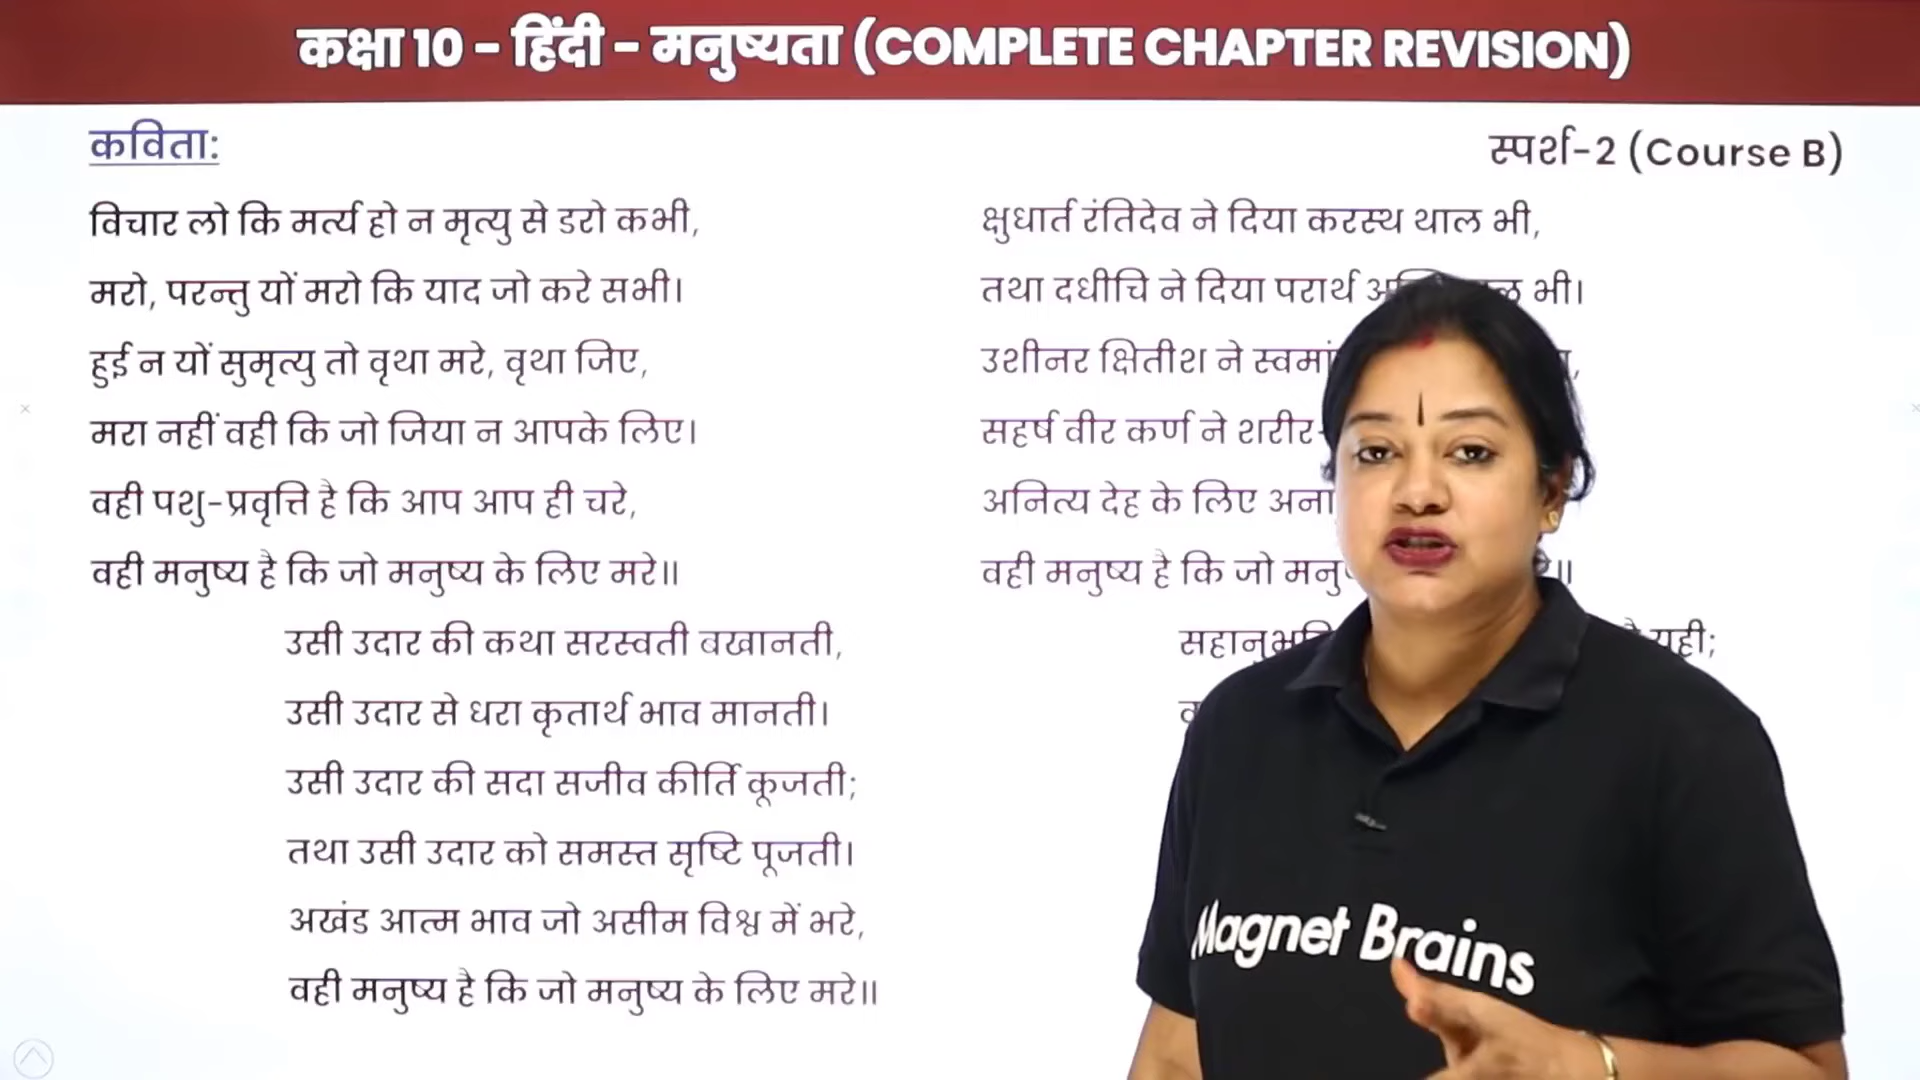 कक्षा 10 - हिंदी - मनुष्यता (COMPLETE CHAPTER REVISION)
कविता:
स्पर्श-2 (Course B)
विचार लो कि मर्त्य हो न मृत्यु से डरो कभी,
मरो, परन्तु यों मरो कि याद जो करे सभी।
हुई न यों सुमृत्यु तो वृथा मरे, वृथा जिए,
मरा नहीं वही कि जो जिया न आपके लिए।
वही पशु-प्रवृत्ति है कि आप आप ही चरे,
वही मनुष्य है कि जो मनुष्य के लिए मरे॥
उसी उदार की कथा सरस्वती बखानती,
उसी उदार से धरा कृतार्थ भाव मानती।
उसी उदार की सदा सजीव कीर्ति कूजती;
तथा उसी उदार को समस्त सृष्टि पूजती।
अखंड आत्म भाव जो असीम विश्व में भरे,
वही मनुष्य है कि जो मनुष्य के लिए मरे॥
क्षुधार्त रंतिदेव ने दिया करस्थ थाल भी,
तथा दधीचि ने दिया परार्थ भी।
उशीनर क्षितीश ने
सहर्ष वीर कर्ण ने
अनित्य देह के लिए
वही मनुष्य है कि जो
यही;
Magnet Brains